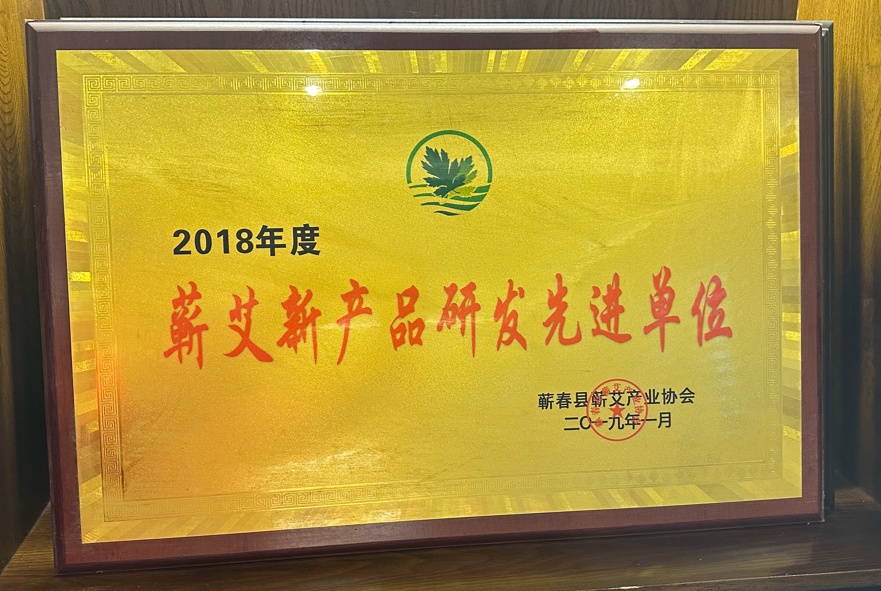 2018年度
蕲艾新产品研发先进单位
蕲春县蕲艾产业协会
二〇一九年一月